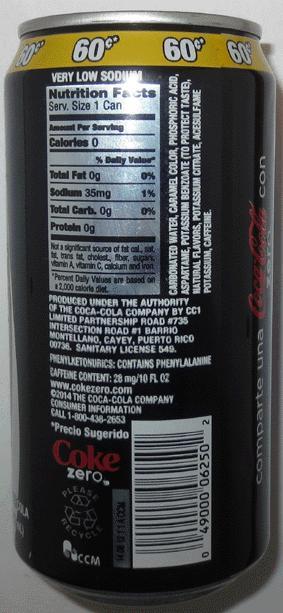 60¢* 60¢* 60¢* 60¢
VERY LOW SODIUM
Nutrition Facts
Serv. Size 1 Can
Amount Per Serving
Calories 0
% Daily Value*
Total Fat 0g 0%
Sodium 35mg 1%
Total Carb. 0g 0%
Protein 0g
Not a significant source of fat cal., sat.
fat, trans fat, cholest., fiber, sugars,
vitamin A, vitamin C, calcium and iron.
*Percent Daily Values are based on
a 2,000 calorie diet.
CARBONATED WATER, CARAMEL COLOR, PHOSPHORIC ACID,
ASPARTAME, POTASSIUM BENZOATE (TO PROTECT TASTE),
NATURAL FLAVORS, POTASSIUM CITRATE, ACESULFAME
POTASSIUM, CAFFEINE.
PRODUCED UNDER THE AUTHORITY
OF THE COCA-COLA COMPANY BY CC1
LIMITED PARTNERSHIP ROAD #735
INTERSECTION ROAD #1 BARRIO
MONTELLANO, CAYEY, PUERTO RICO
00736. SANITARY LICENSE 549.
PHENYLKETONURICS: CONTAINS PHENYLALANINE
CAFFEINE CONTENT: 28 mg/10 FL OZ
www.cokezero.com
©2014 THE COCA-COLA COMPANY
CONSUMER INFORMATION
CALL 1-800-438-2653
*Precio Sugerido
Coke
zero
PLEASE
RECYCLE
CCM
0 49000 06250 2
comparte una Coca-Cola con
zero